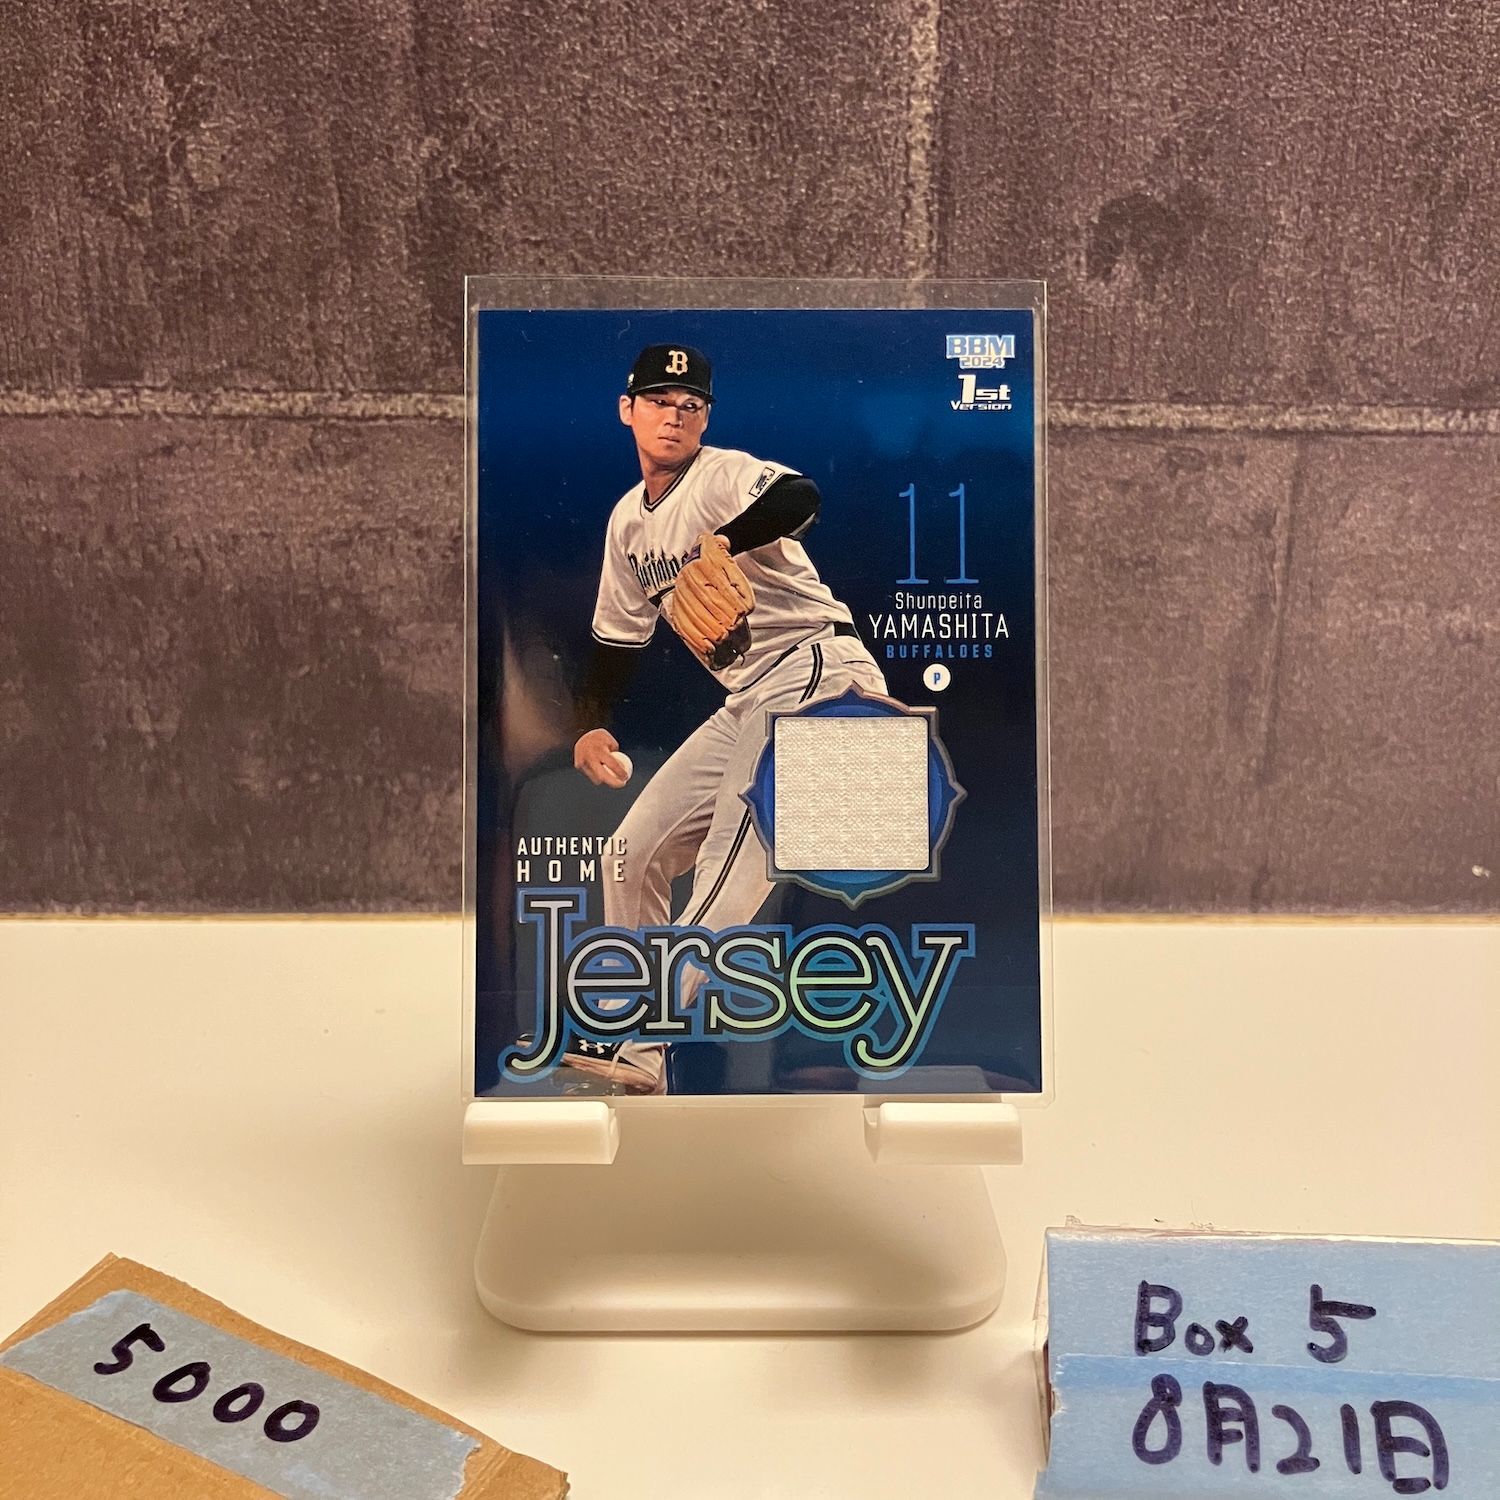 B
BBM
2024
1st
Version
Buffaloes
11
Shunpeita
YAMASHITA
BUFFALOES
P
AUTHENTIC
HOME
Jersey
5000
Box 5
8月21日